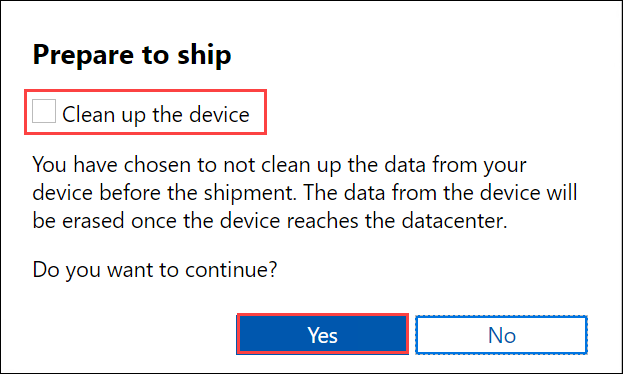 Prepare to ship
Clean up the device
You have chosen to not clean up the data from your
device before the shipment. The data from the device will
be erased once the device reaches the datacenter.
Do you want to continue?
Yes
No